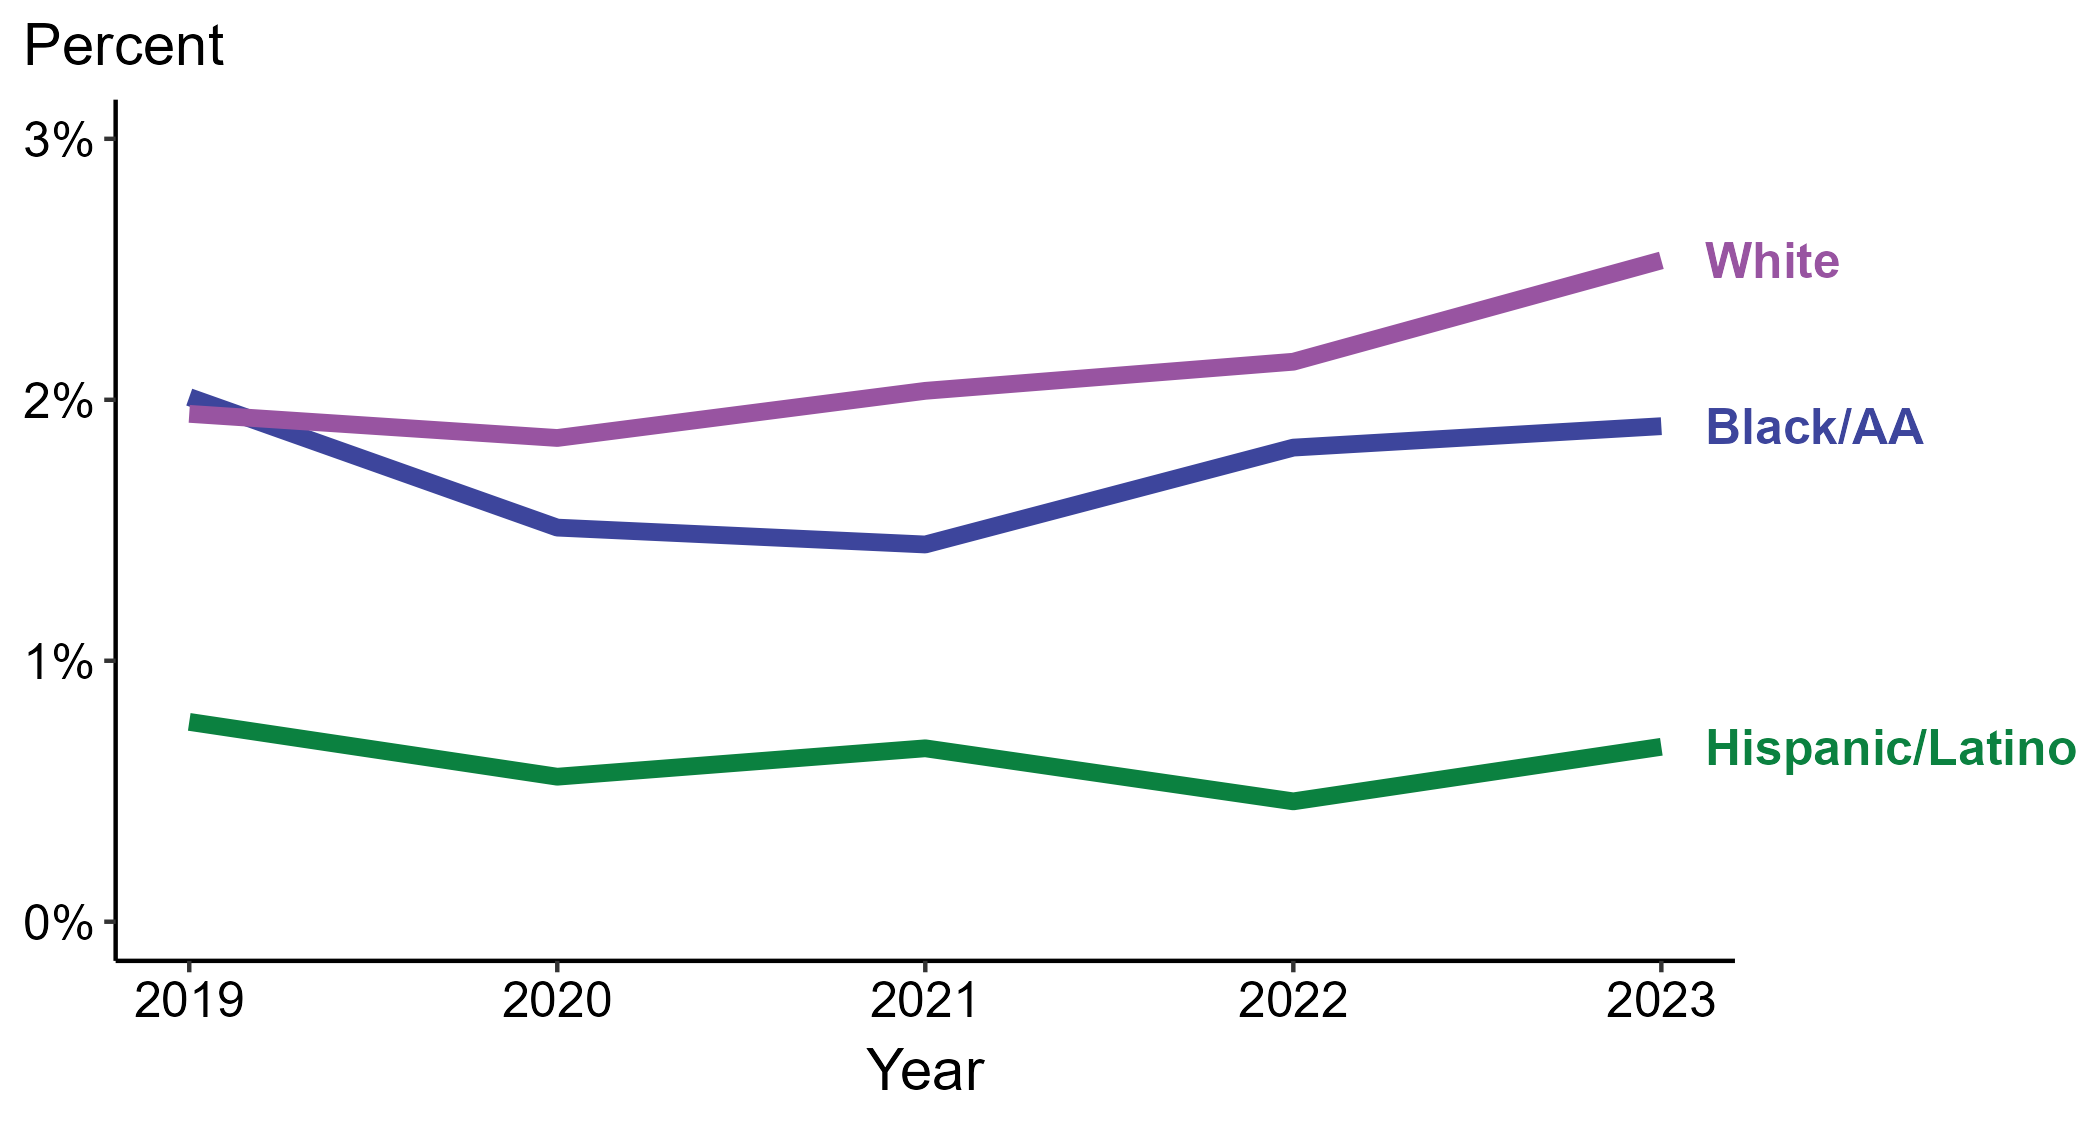 Percent
3%
2%
1%
0%
White
Black/AA
Hispanic/Latino
2019 2020 2021 2022 2023
Year